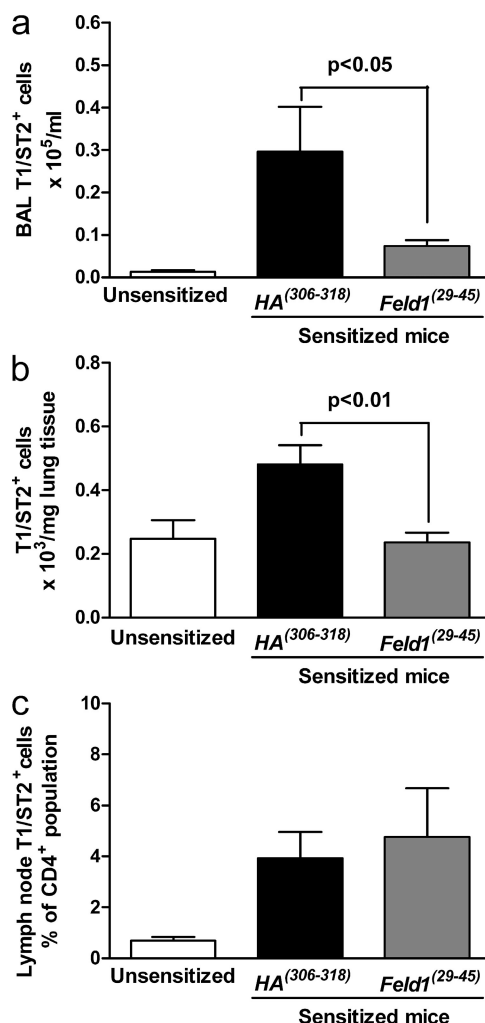 a
BAL T1/ST2⁺ cells
x 10⁵/ml
0.6
0.5
0.4
0.3
0.2
0.1
0.0
p<0.05
Unsensitized HA⁽³⁰⁶⁻³¹⁸⁾ Feld1⁽²⁹⁻⁴⁵⁾
Sensitized mice
b
T1/ST2⁺ cells
x 10³/mg lung tissue
0.8
0.6
0.4
0.2
0.0
p<0.01
Unsensitized HA⁽³⁰⁶⁻³¹⁸⁾ Feld1⁽²⁹⁻⁴⁵⁾
Sensitized mice
c
Lymph node T1/ST2⁺cells
% of CD4⁺ population
10
8
6
4
2
0
Unsensitized HA⁽³⁰⁶⁻³¹⁸⁾ Feld1⁽²⁹⁻⁴⁵⁾
Sensitized mice